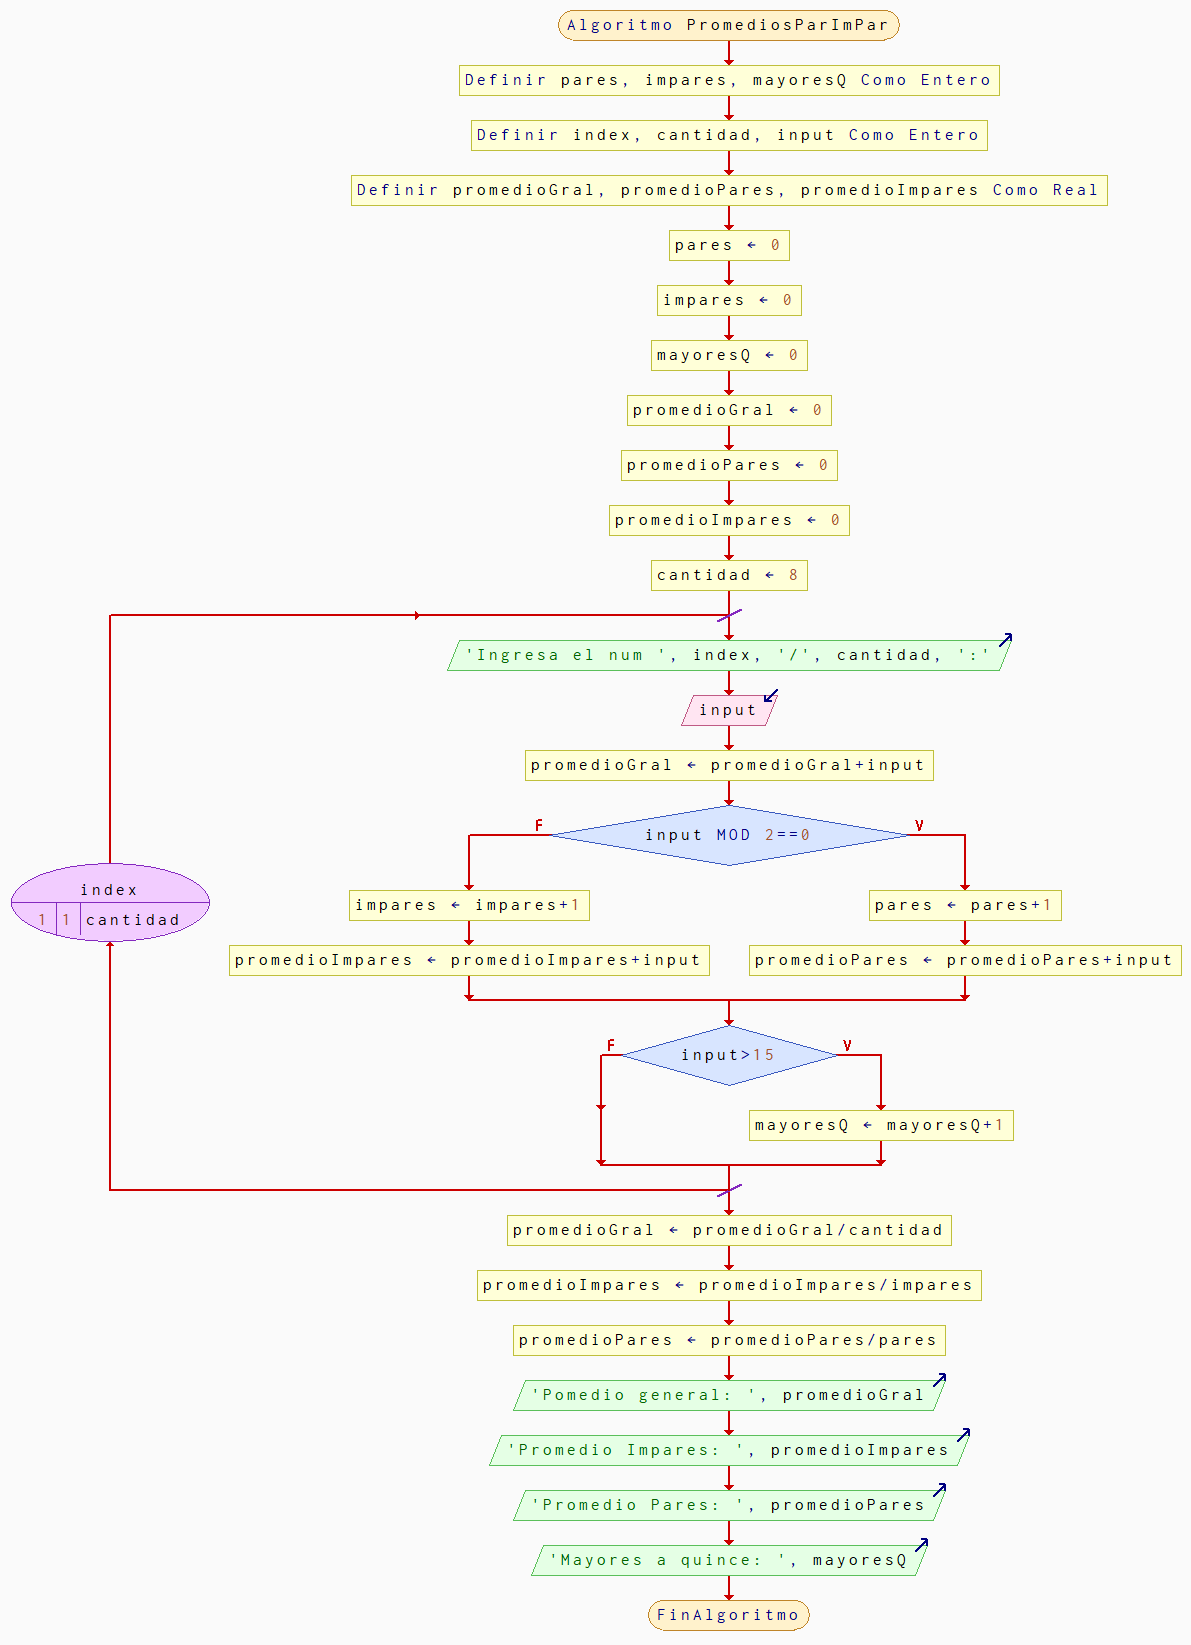 Algoritmo PromediosParImPar
Definir pares, impares, mayoresQ Como Entero
Definir index, cantidad, input Como Entero
Definir promedioGral, promedioPares, promedioImpares Como Real
pares ← 0
impares ← 0
mayoresQ ← 0
promedioGral ← 0
promedioPares ← 0
promedioImpares ← 0
cantidad ← 8
'Ingresa el num ', index, '/', cantidad, ':'
input
promedioGral ← promedioGral+input
F
input MOD 2==0
V
index
1 1 cantidad
impares ← impares+1
pares ← pares+1
promedioImpares ← promedioImpares+input
promedioPares ← promedioPares+input
F
input>15
V
mayoresQ ← mayoresQ+1
promedioGral ← promedioGral/cantidad
promedioImpares ← promedioImpares/impares
promedioPares ← promedioPares/pares
'Pomedio general: ', promedioGral
'Promedio Impares: ', promedioImpares
'Promedio Pares: ', promedioPares
'Mayores a quince: ', mayoresQ
FinAlgoritmo